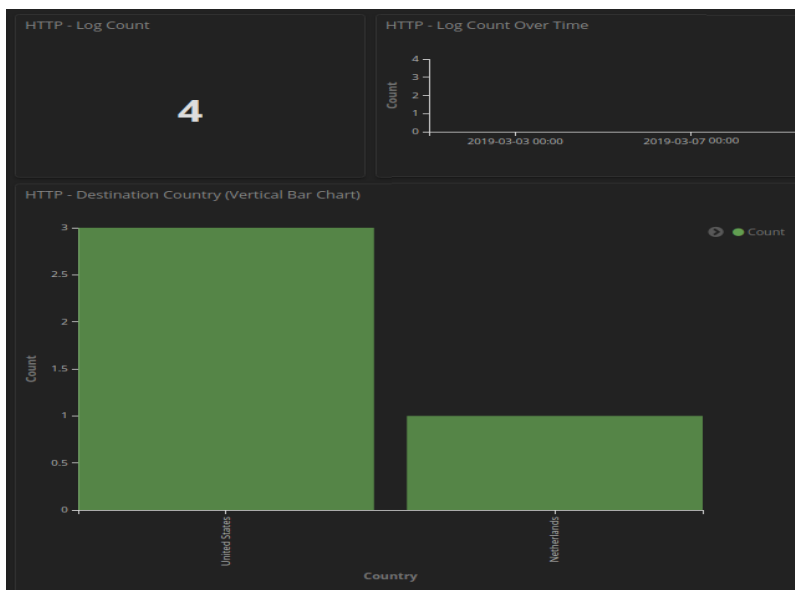 HTTP - Log Count
4
HTTP - Log Count Over Time
Count
4
3
2
1
0
2019-03-03 00:00
2019-03-07 00:00
HTTP - Destination Country (Vertical Bar Chart)
Count
3
2.5
2
1.5
1
0.5
0
Count
United States
Netherlands
Country